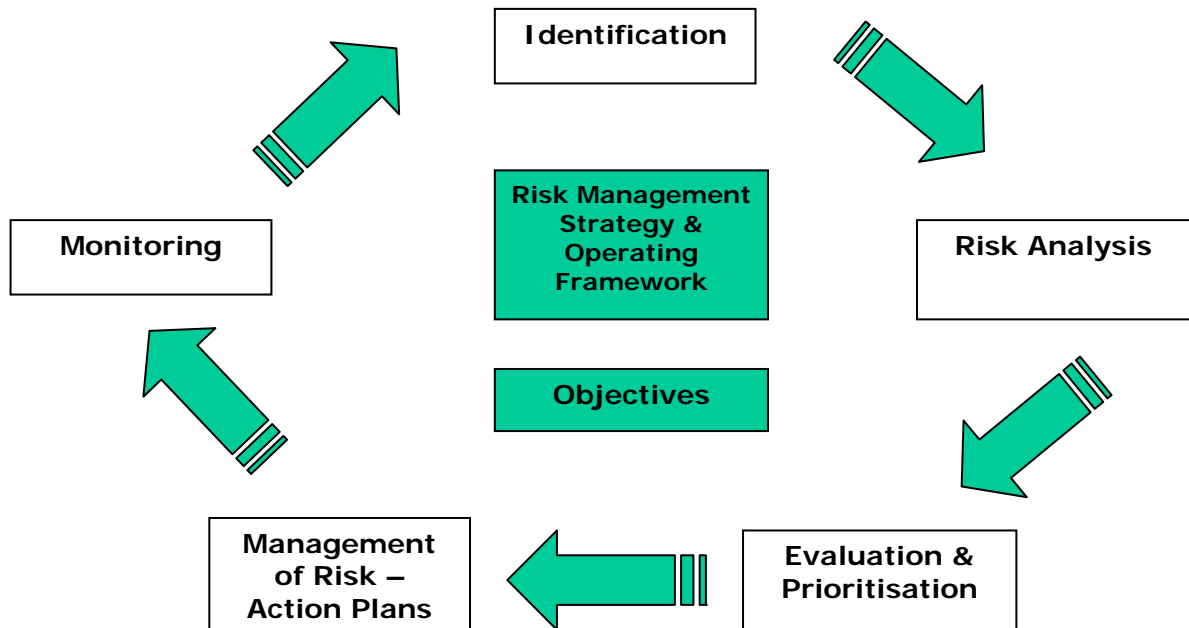 Identification
Risk Management
Strategy &
Operating
Framework
Monitoring
Risk Analysis
Objectives
Management
of Risk –
Action Plans
Evaluation &
Prioritisation